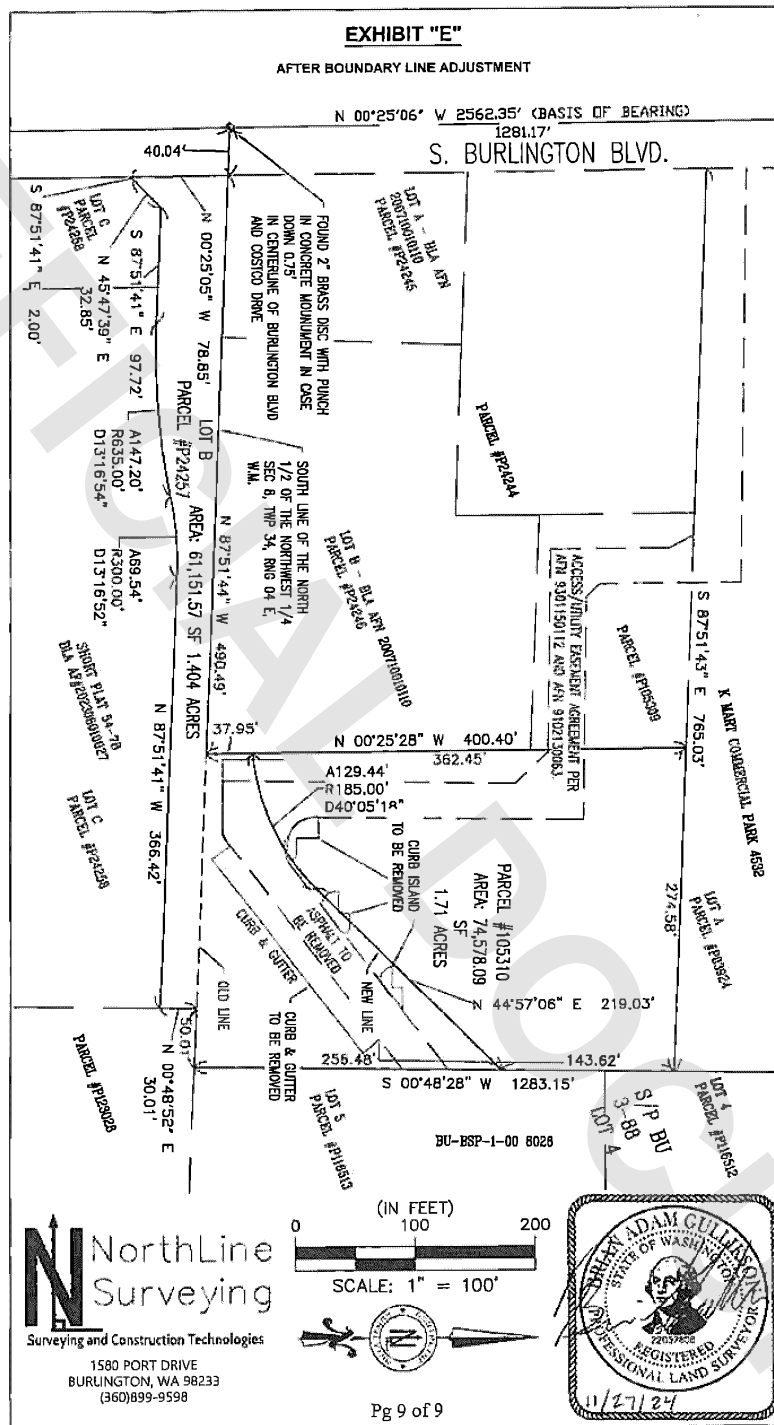 EXHIBIT "E"
AFTER BOUNDARY LINE ADJUSTMENT
N 00°25'06" W 2562.35' (BASIS OF BEARING)
1281.17'
S. BURLINGTON BLVD.
40.04'
FOUND 2" BRASS DISC WITH PUNCH
IN CONCRETE MOUNUMENT IN CASE
DOWN 0.75'
IN CENTERLINE OF BURLINGTON BLVD
AND COSTCO DRIVE
LOT C
PARCEL
#P24258
S 87°51'41" E 2.00'
N 45°47'39" E
32.85'
S 87°51'41" E 97.72'
N 00°25'05" W 78.85'
LOT A - BLA AFN
200710010110
PARCEL #P24245
PARCEL #P24244
A147.20'
R635.00'
D13°16'54"
A69.54'
R300.00'
D13°16'52"
LOT B
PARCEL #P24257
AREA: 61,151.57 SF 1.404 ACRES
SOUTH LINE OF THE NORTH
1/2 OF THE NORTHWEST 1/4
SEC 8, TWP 34, RNG 04 E,
W.M.
N 87°51'44" W 490.49'
LOT B - BLA AFN 200710010110
PARCEL #P24246
ACCESS/UTILITY EASEMENT AGREEMENT PER
AFN 9301150112 AND AFN 9102130063.
PARCEL #P105309
S 87°51'43" E 765.03'
K MART COMMERCIAL PARK 4532
SHORT PLAT 54-78
BLA AF#202306010027
LOT C
PARCEL #P24258
N 87°51'41" W 366.42'
37.95'
N 00°25'28" W 400.40'
362.45'
A129.44'
R185.00'
D40°05'18"
CURB ISLAND
TO BE REMOVED
PARCEL #105310
AREA: 74,578.09
SF
1.71 ACRES
274.58'
LOT A
PARCEL #P03924
ASPHALT TO
BE REMOVED
CURB & GUTTER
NEW LINE
N 44°57'06" E 219.03'
OLD LINE
CURB & GUTTER
TO BE REMOVED
50.01'
256.48'
143.62'
S 00°48'28" W 1283.15'
PARCEL #P123026
N 00°48'52" E
30.01'
LOT 5
PARCEL #P116513
BU-BSP-1-00 8026
S/P BU
3-88
LOT 4
LOT 4
PARCEL #P116512
NorthLine
Surveying
Surveying and Construction Technologies
1580 PORT DRIVE
BURLINGTON, WA 98233
(360)899-9598
(IN FEET)
0 100 200
SCALE: 1" = 100'
N
BRIAN ADAM GULLIKSON
STATE OF WASHINGTON
22037808
REGISTERED
PROFESSIONAL LAND SURVEYOR
11/27/24
Pg 9 of 9